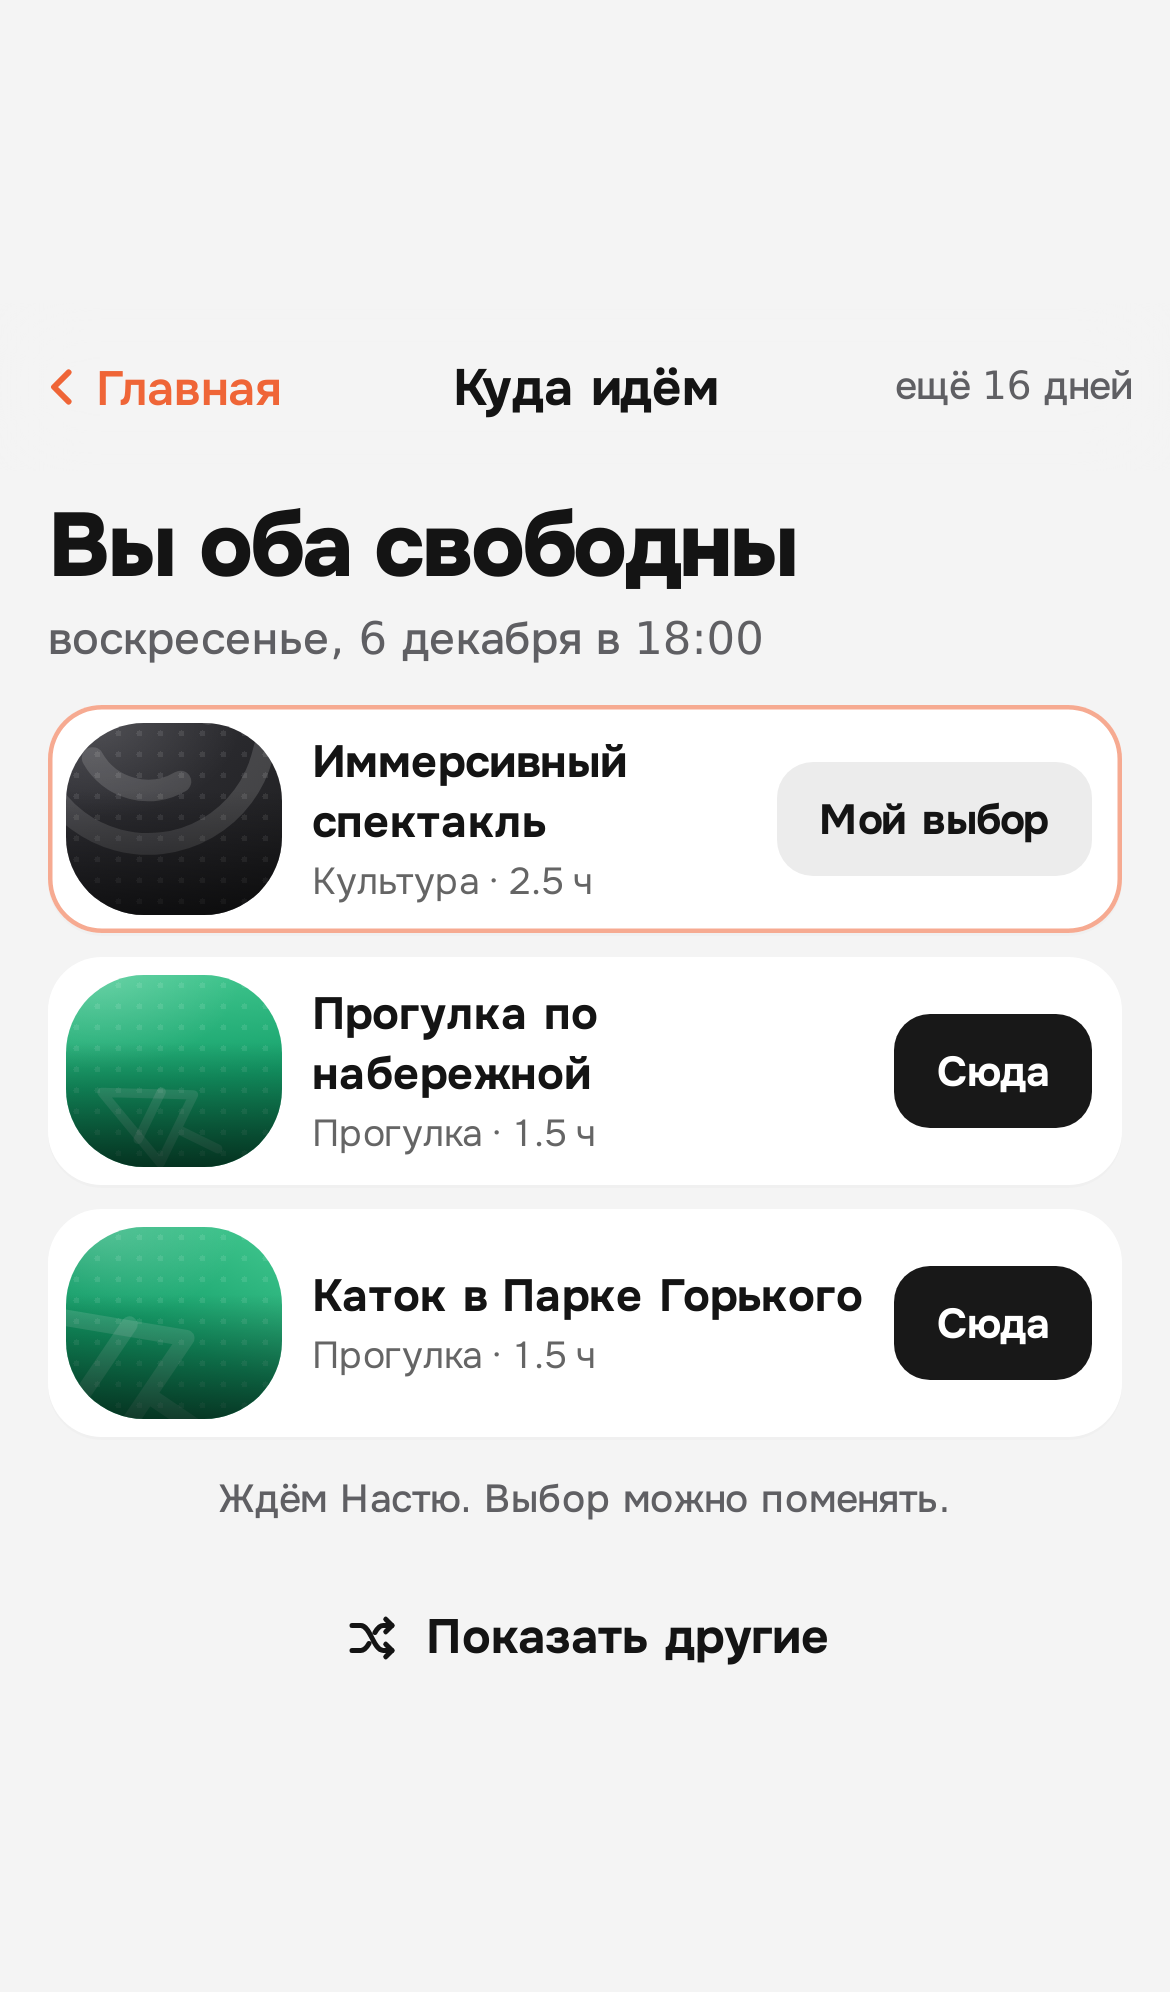 Главная
Куда идём
ещё 16 дней
Вы оба свободны
воскресенье, 6 декабря в 18:00
Иммерсивный
спектакль
Культура · 2.5 ч
Мой выбор
Прогулка по
набережной
Прогулка · 1.5 ч
Сюда
Каток в Парке Горького
Прогулка · 1.5 ч
Сюда
Ждём Настю. Выбор можно поменять.
Показать другие